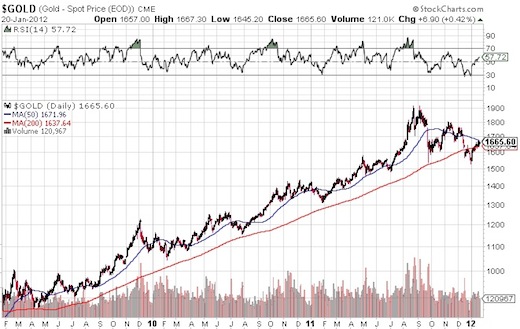 $GOLD (Gold - Spot Price (EOD)) CME © StockCharts.com
20-Jan-2012 Open 1657.00 High 1667.30 Low 1645.20 Close 1665.60 Volume 121.0K Chg +6.90 (+0.42%)
RSI(14) 57.72
90
70
57.72
50
30
10
$GOLD (Daily) 1665.60
MA(50) 1671.96
MA(200) 1637.64
Volume 120,967
1900
1800
1700
1665.60
1600
1500
1400
1300
1200
1100
1000
900
120967
F M A M J J A S O N D 10 F M A M J J A S O N D 11 F M A M J J A S O N D 12